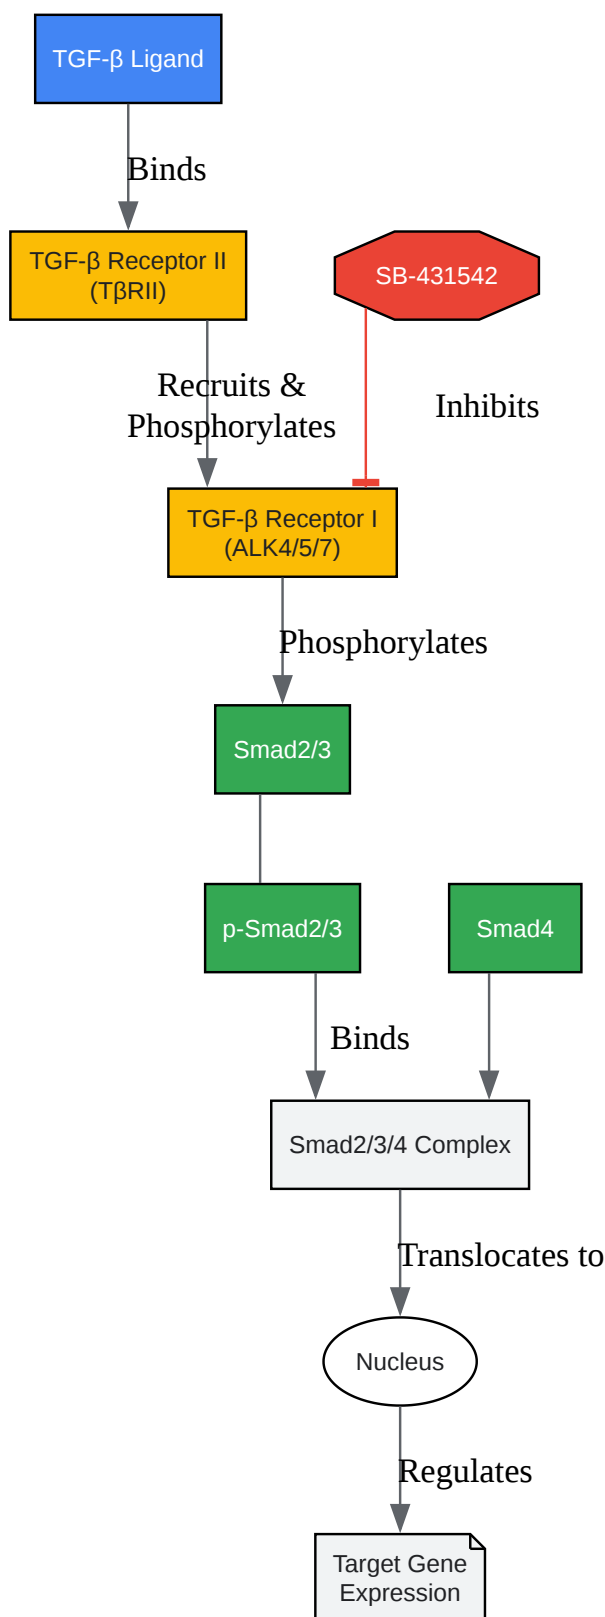 TGF-β Ligand
Binds
TGF-β Receptor II
(TβRII)
SB-431542
Recruits &
Phosphorylates
Inhibits
TGF-β Receptor I
(ALK4/5/7)
Phosphorylates
Smad2/3
p-Smad2/3
Smad4
Binds
Smad2/3/4 Complex
Translocates to
Nucleus
Regulates
Target Gene
Expression